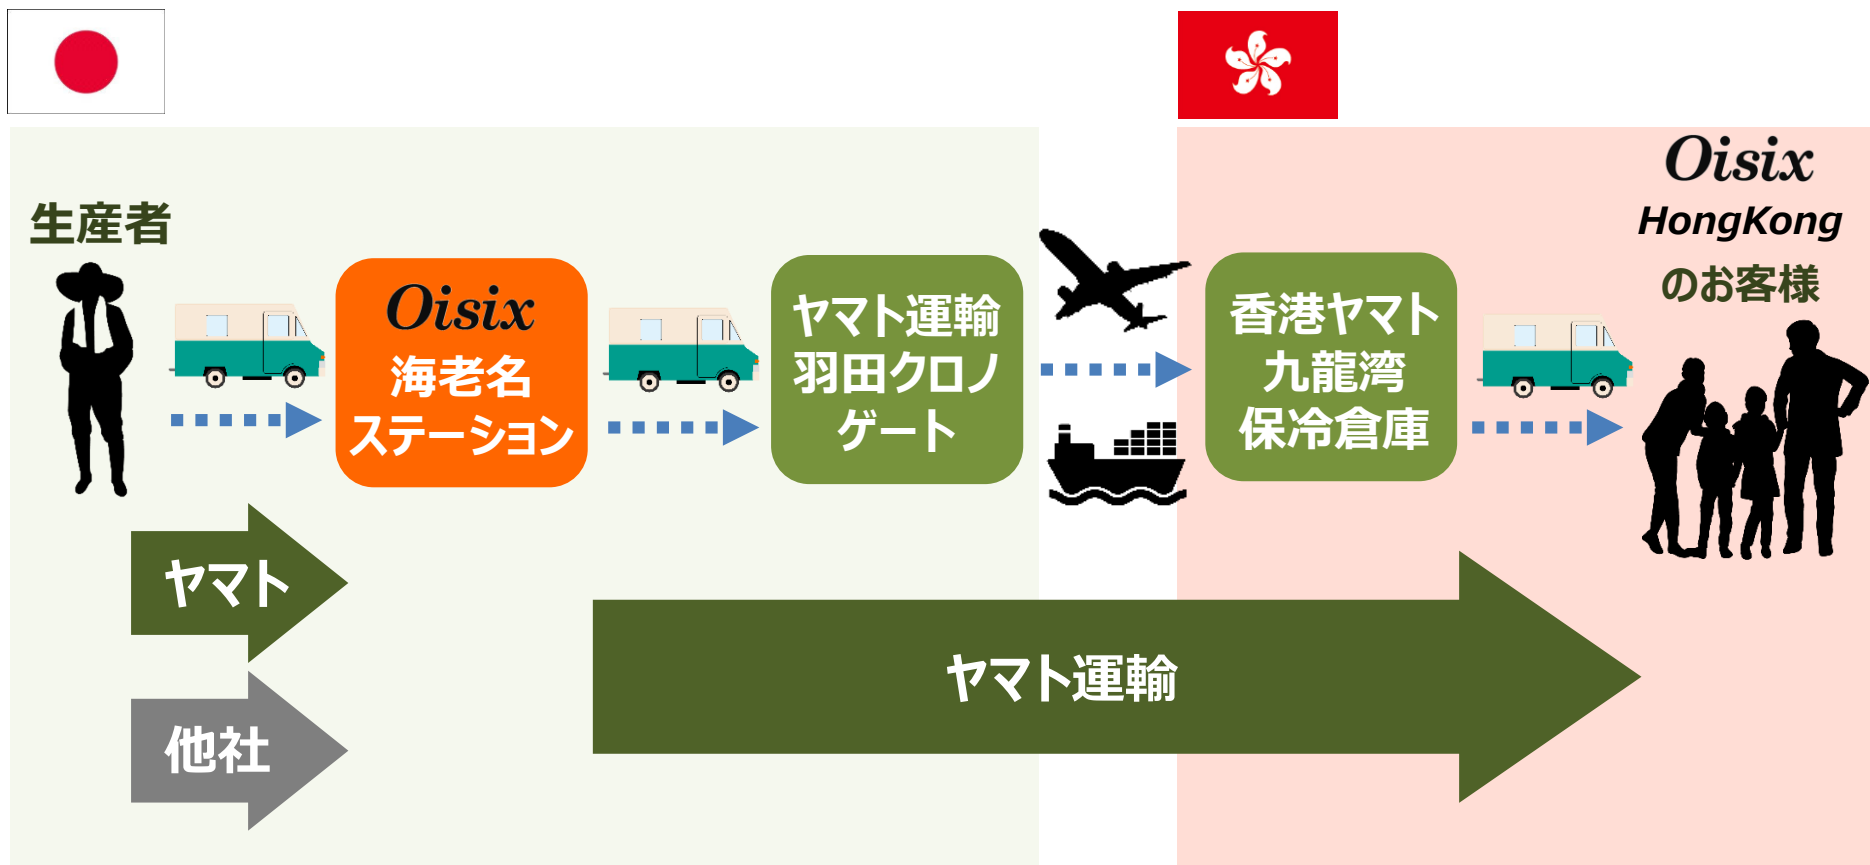 生産者
Oisix
海老名
ステーション
ヤマト運輸
羽田クロノ
ゲート
香港ヤマト
九龍湾
保冷倉庫
Oisix
HongKong
のお客様
ヤマト
他社
ヤマト運輸